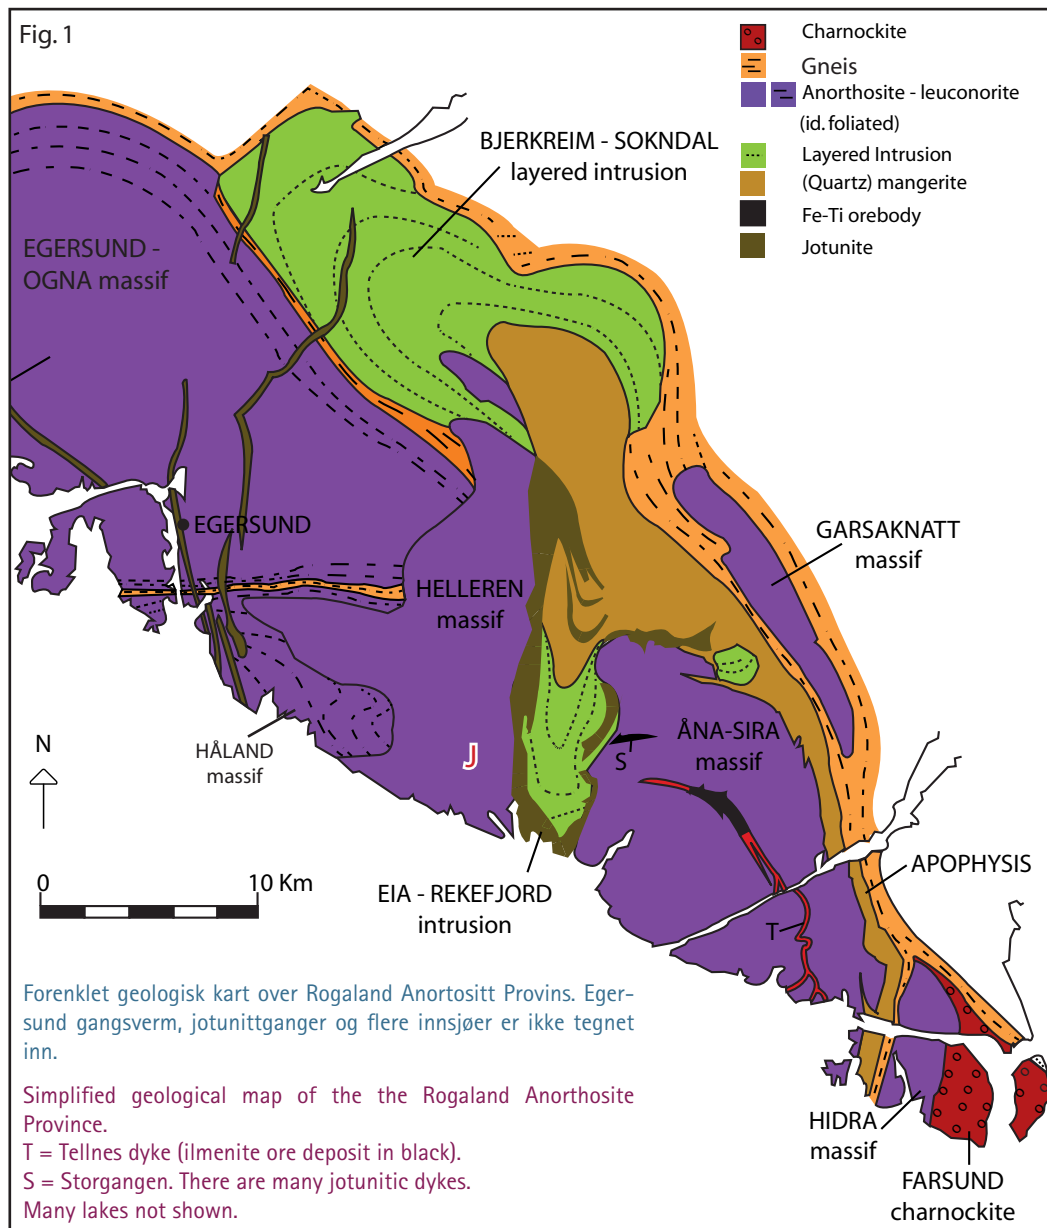 Fig. 1
Charnockite
Gneis
Anorthosite - leuconorite
(id. foliated)
Layered Intrusion
(Quartz) mangerite
Fe-Ti orebody
Jotunite
BJERKREIM - SOKNDAL
layered intrusion
EGERSUND -
OGNA massif
EGERSUND
GARSAKNATT
massif
HELLEREN
massif
HÅLAND
massif
N
J
S
ÅNA-SIRA
massif
0 10 Km
EIA - REKEFJORD
intrusion
APOPHYSIS
T
HIDRA
massif
FARSUND
charnockite
Forenklet geologisk kart over Rogaland Anortositt Provins. Eger-
sund gangsverm, jotunittganger og flere innsjøer er ikke tegnet
inn.
Simplified geological map of the the Rogaland Anorthosite
Province.
T = Tellnes dyke (ilmenite ore deposit in black).
S = Storgangen. There are many jotunitic dykes.
Many lakes not shown.